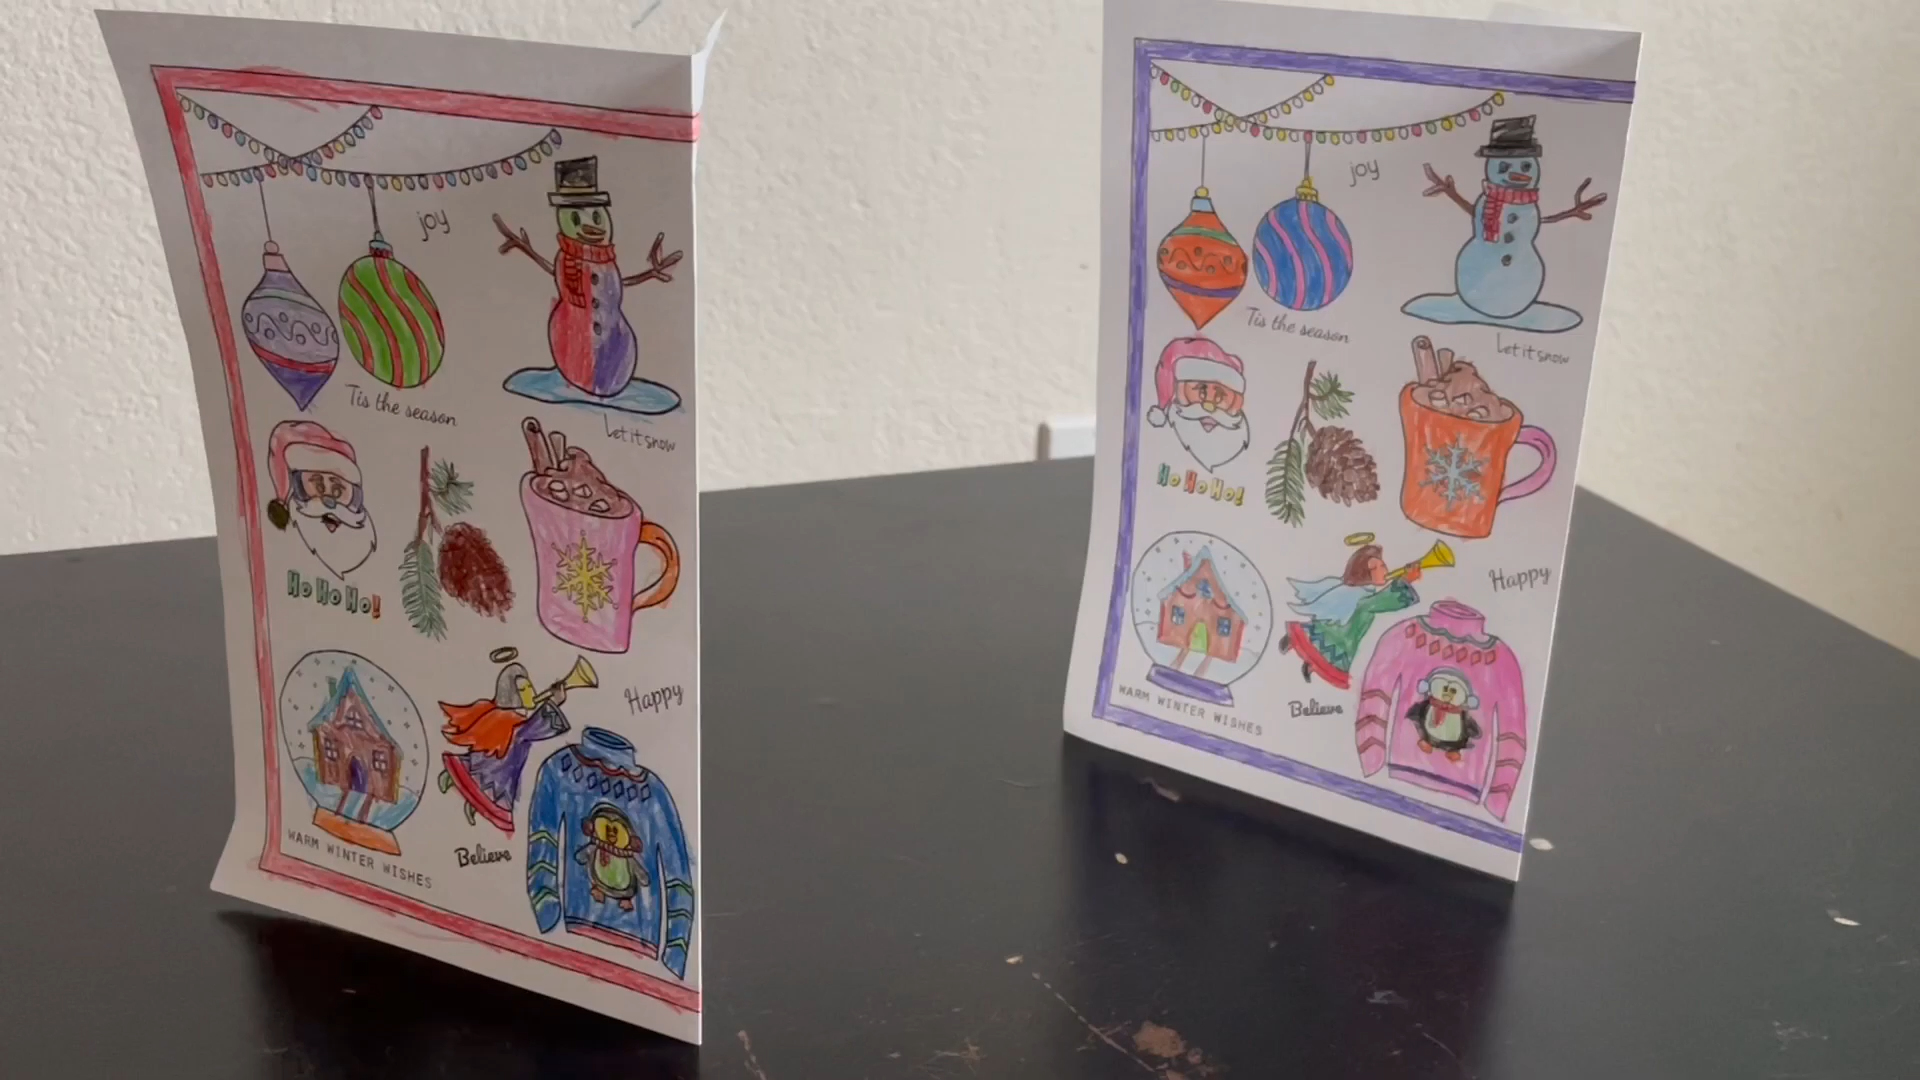 joy
Tis the season
Let it snow
Ho Ho Ho!
Happy
WARM WINTER WISHES
Believe
joy
Tis the season
Let it snow
Ho Ho Ho!
Happy
WARM WINTER WISHES
Believe